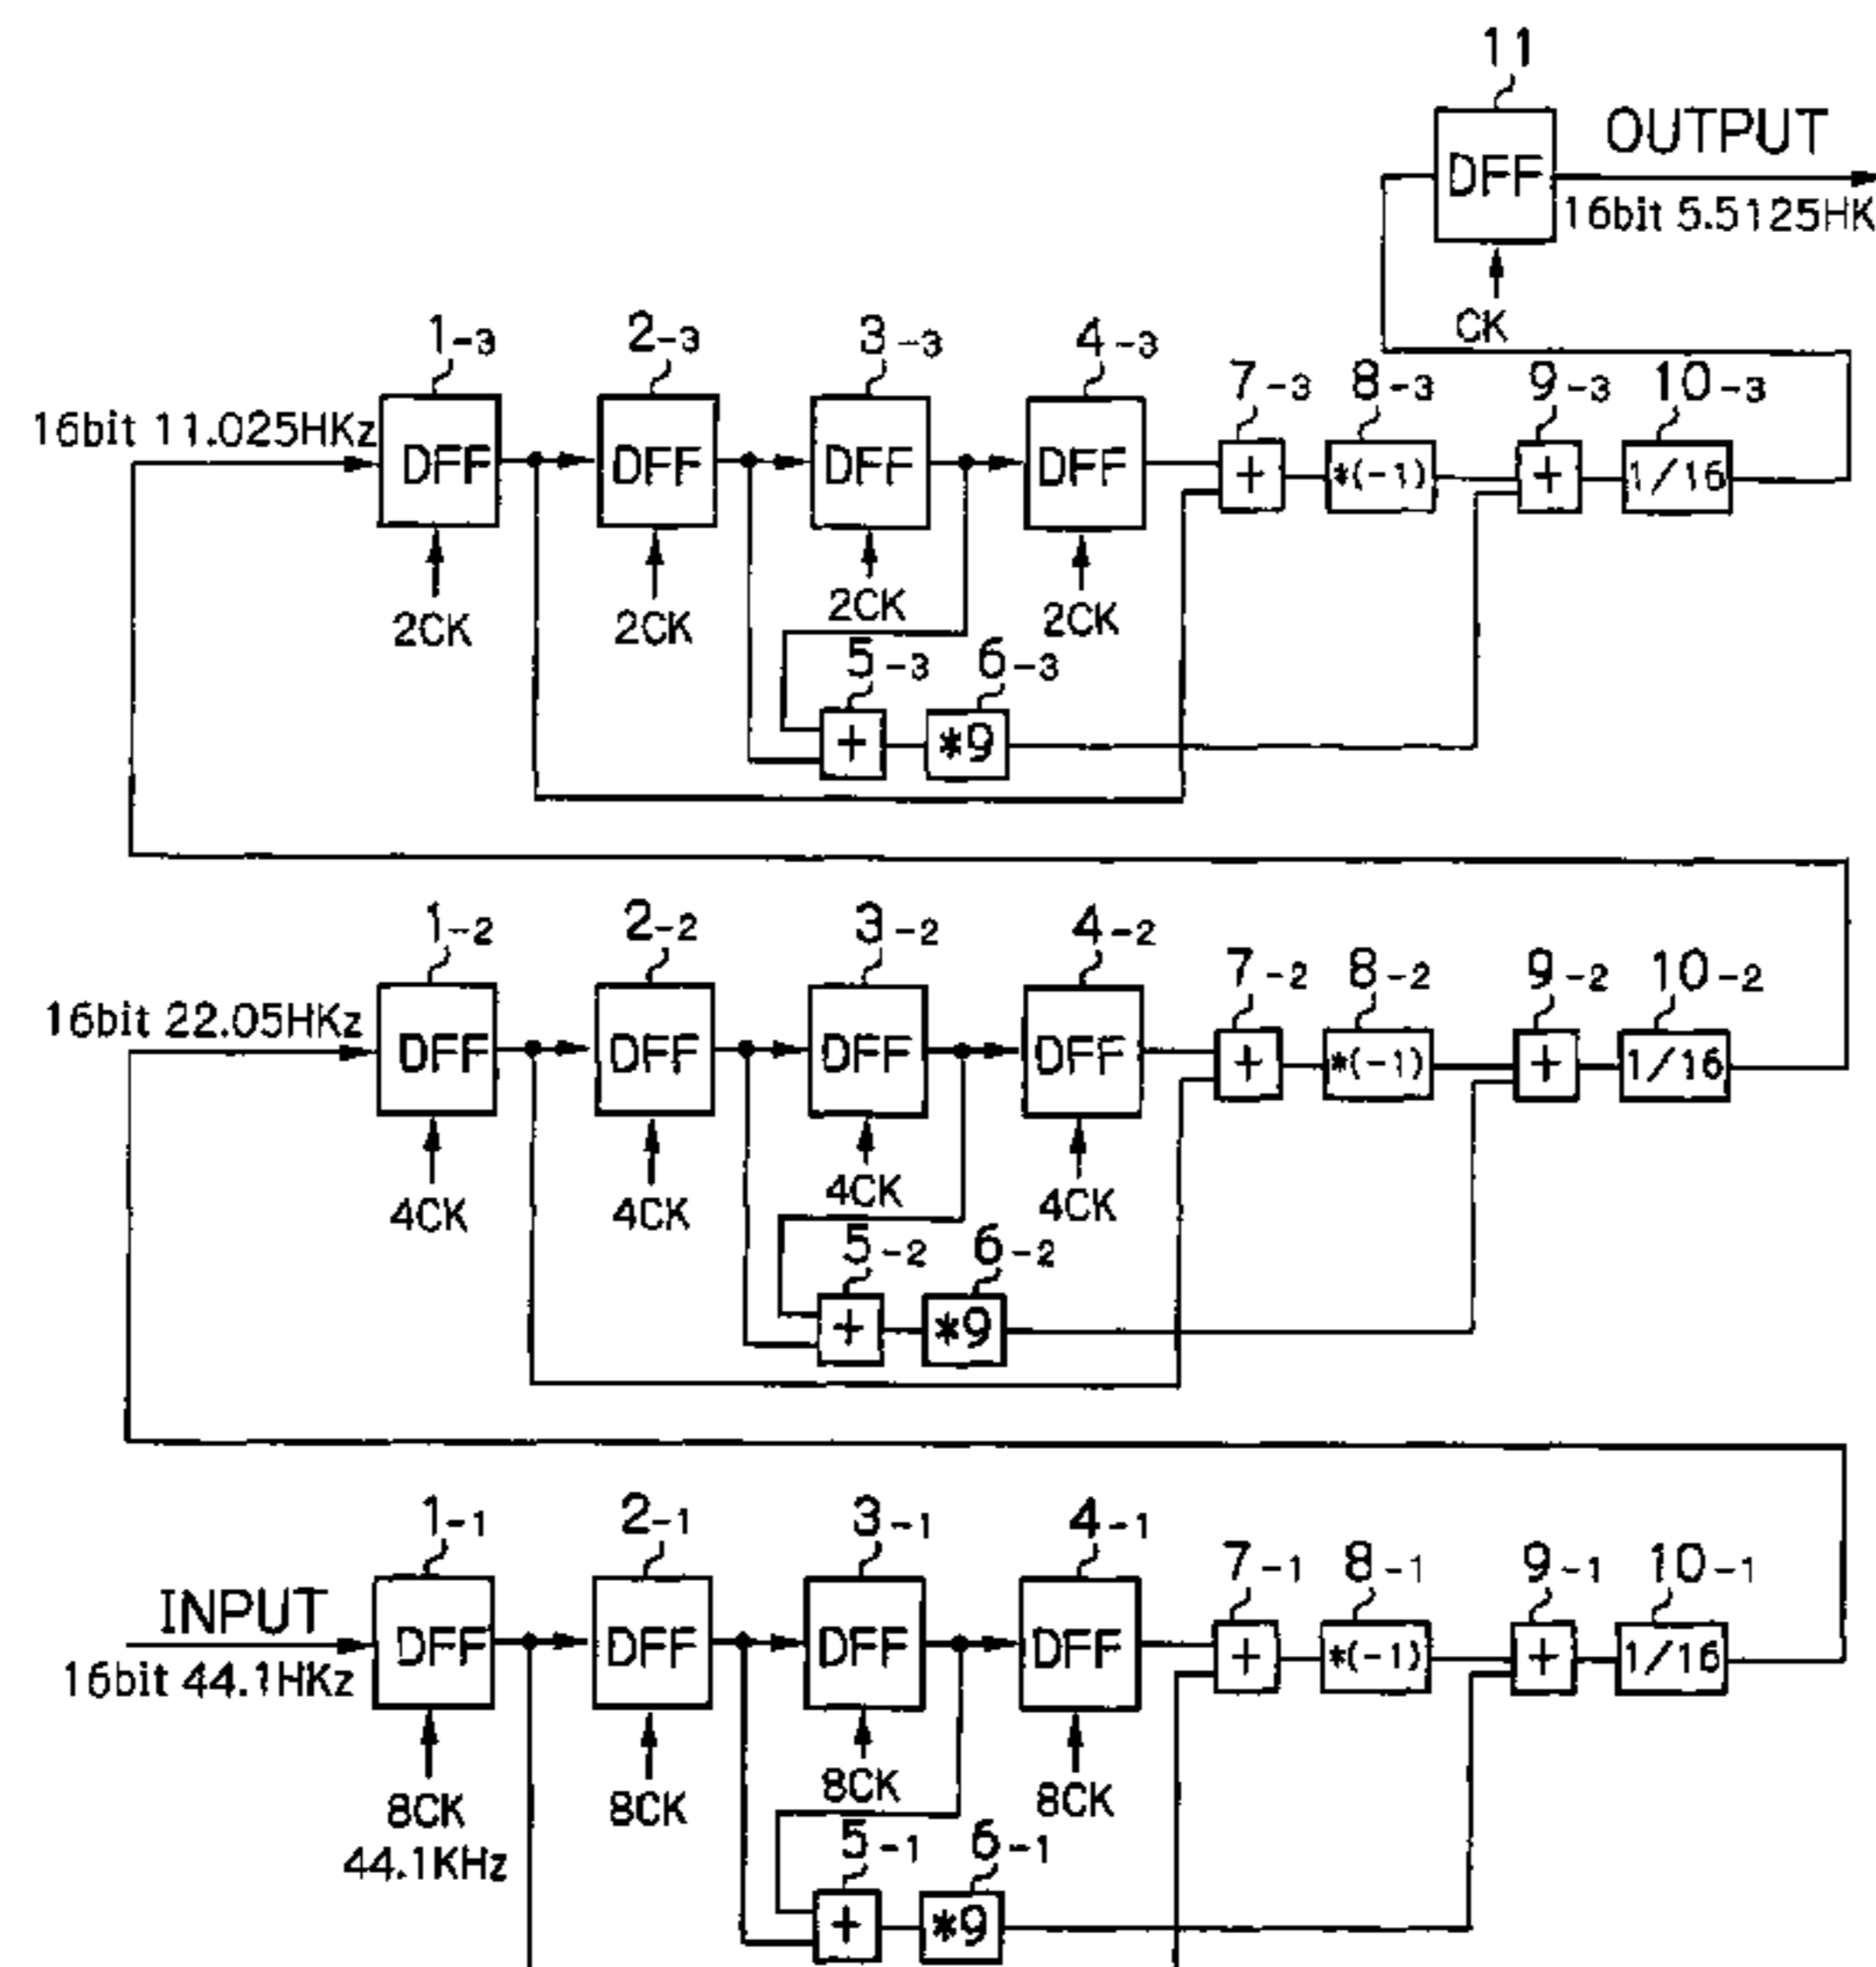 11
DFF
OUTPUT
16bit 5.5125HK
CK
1-3
2-3
3-3
4-3
7-3
8-3
9-3
10-3
16bit 11.025HKz
DFF
DFF
DFF
DFF
+
*(-1)
+
1/16
2CK
2CK
2CK
2CK
5-3
6-3
+
*9
1-2
2-2
3-2
4-2
7-2
8-2
9-2
10-2
16bit 22.05HKz
DFF
DFF
DFF
DFF
+
*(-1)
+
1/16
4CK
4CK
4CK
4CK
5-2
6-2
+
*9
1-1
2-1
3-1
4-1
7-1
8-1
9-1
10-1
INPUT
16bit 44.1HKz
DFF
DFF
DFF
DFF
+
*(-1)
+
1/16
8CK
44.1KHz
8CK
8CK
8CK
5-1
6-1
+
*9